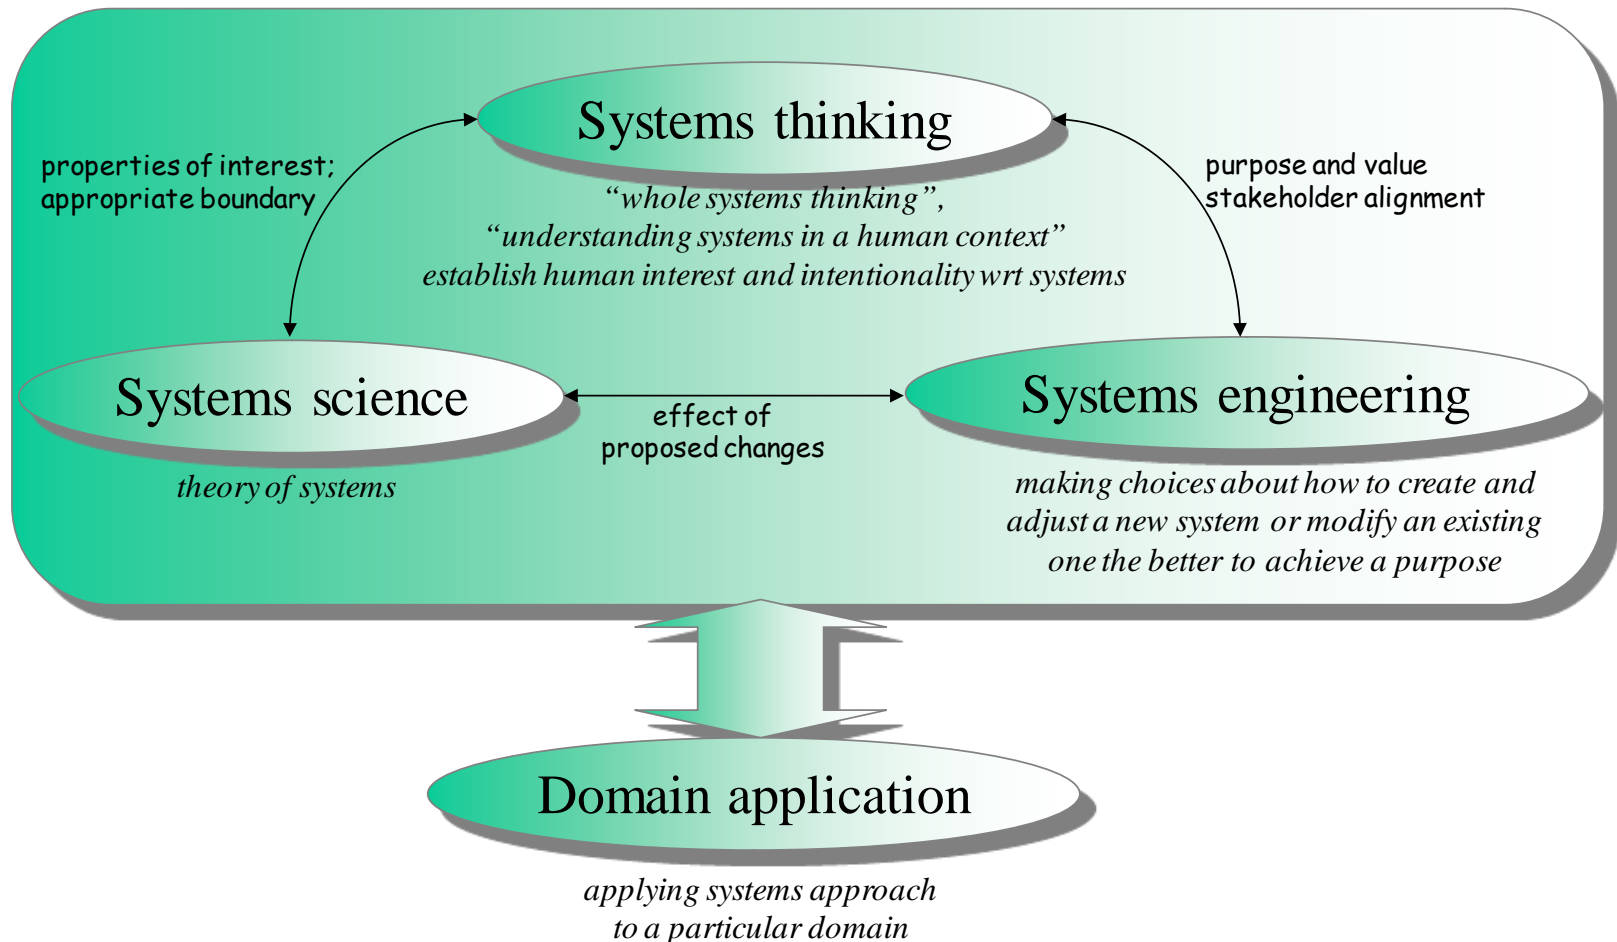 Systems thinking
properties of interest;
appropriate boundary
purpose and value
stakeholder alignment
“whole systems thinking”,
“understanding systems in a human context”
establish human interest and intentionality wrt systems
Systems science
effect of
proposed changes
Systems engineering
theory of systems
making choices about how to create and
adjust a new system or modify an existing
one the better to achieve a purpose
Domain application
applying systems approach
to a particular domain